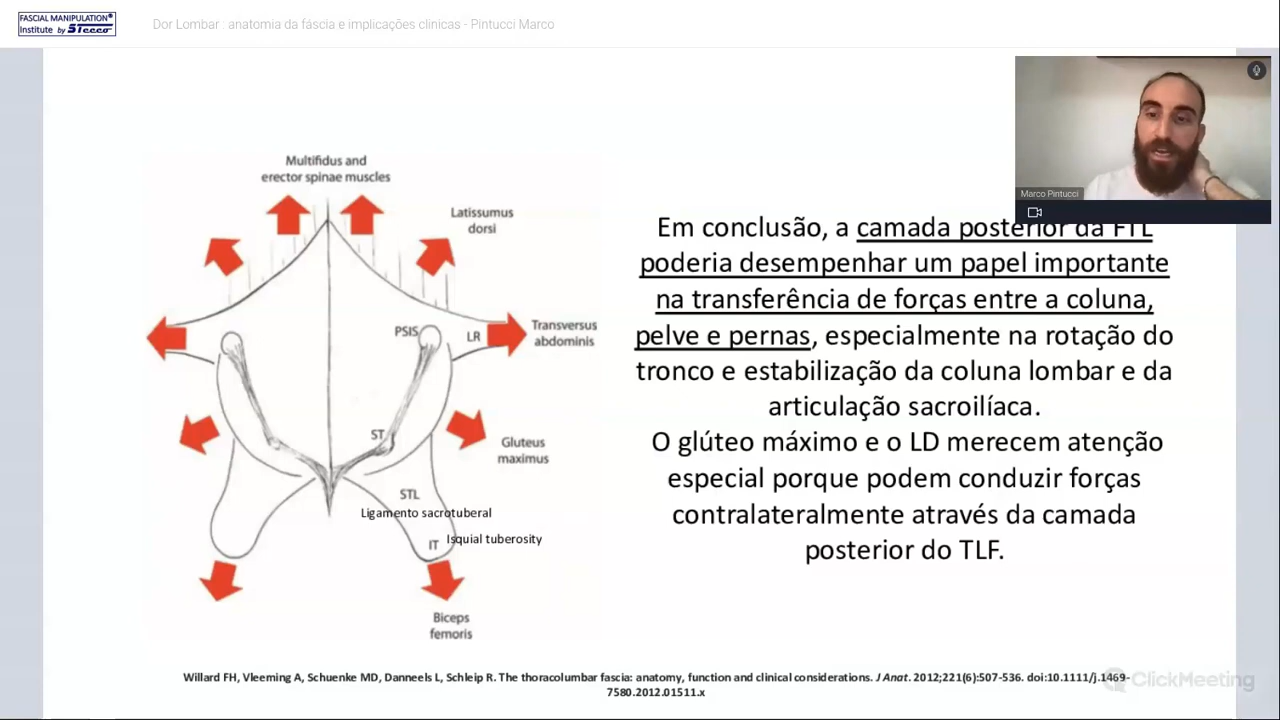 FASCIAL MANIPULATION®
Institute by Stecco
Dor Lombar : anatomia da fáscia e implicações clínicas - Pintucci Marco
Marco Pintucci
Multifidus and
erector spinae muscles
Latissumus
dorsi
PSIS
LR
Transversus
abdominis
ST
Gluteus
maximus
STL
Ligamento sacrotuberal
IT
Isquial tuberosity
Biceps
femoris
Em conclusão, a camada posterior da FTL
poderia desempenhar um papel importante
na transferência de forças entre a coluna,
pelve e pernas, especialmente na rotação do
tronco e estabilização da coluna lombar e da
articulação sacroilíaca.
O glúteo máximo e o LD merecem atenção
especial porque podem conduzir forças
contralateralmente através da camada
posterior do TLF.
Willard FH, Vleeming A, Schuenke MD, Danneels L, Schleip R. The thoracolumbar fascia: anatomy, function and clinical considerations. J Anat. 2012;221(6):507-536. doi:10.1111/j.1469-
7580.2012.01511.x
ClickMeeting